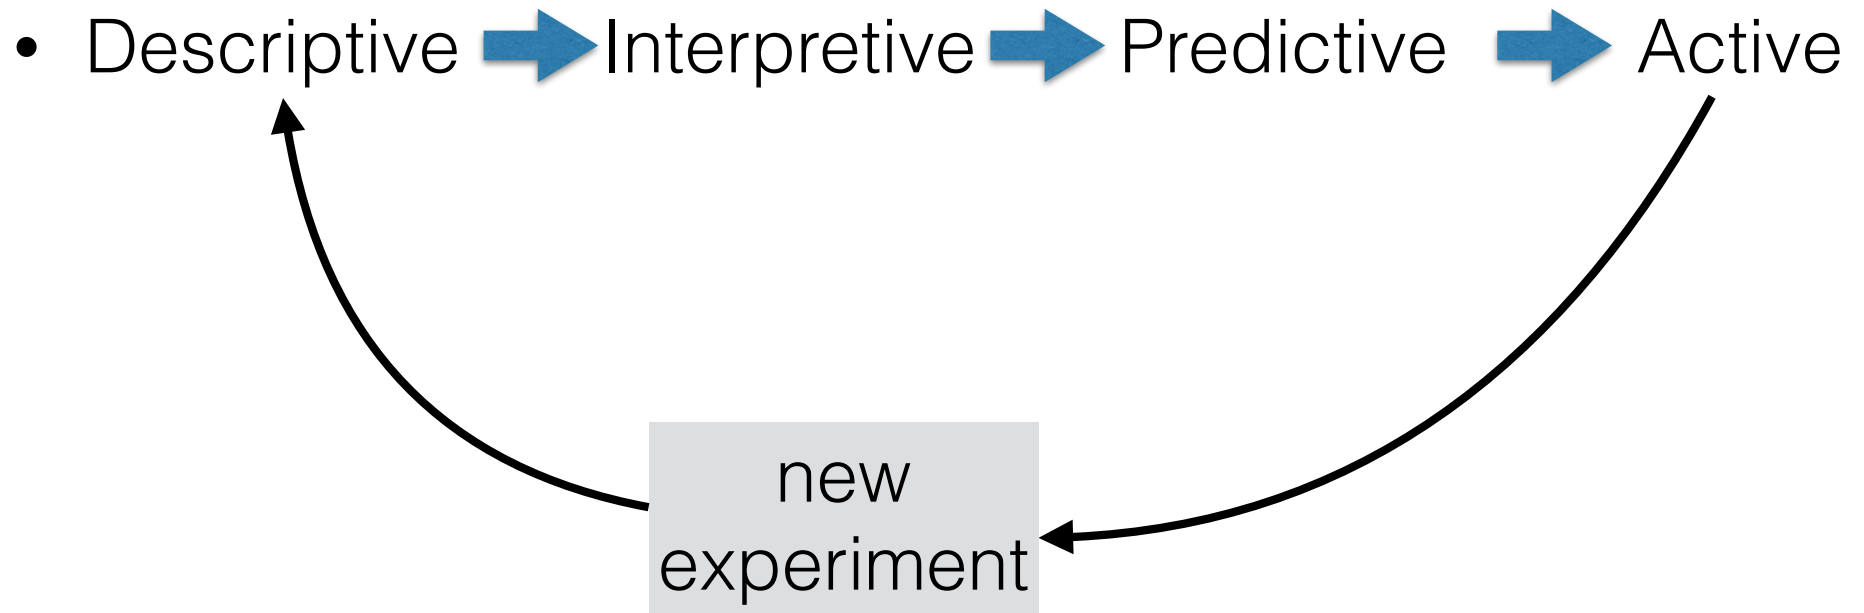 • Descriptive Interpretive Predictive Active
new
experiment